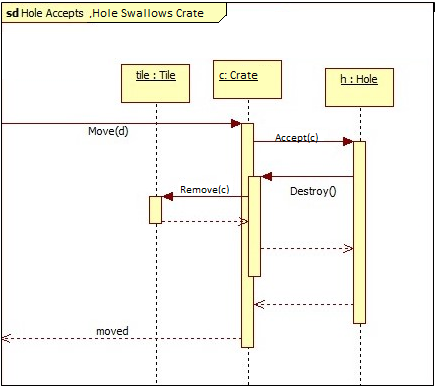 sd Hole Accepts ,Hole Swallows Crate
tile : Tile
c: Crate
h : Hole
Move(d)
Accept(c)
Remove(c)
Destroy()
moved